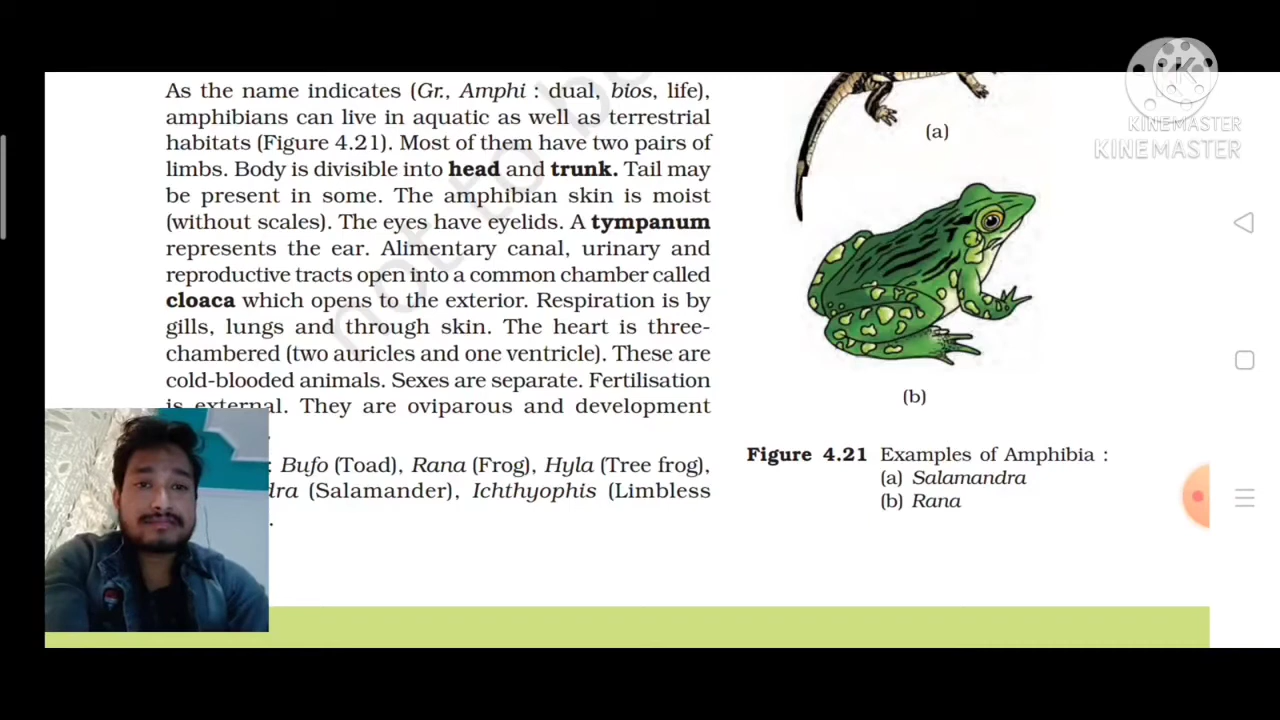 As the name indicates (Gr., Amphi : dual, bios, life),
amphibians can live in aquatic as well as terrestrial
habitats (Figure 4.21). Most of them have two pairs of
limbs. Body is divisible into head and trunk. Tail may
be present in some. The amphibian skin is moist
(without scales). The eyes have eyelids. A tympanum
represents the ear. Alimentary canal, urinary and
reproductive tracts open into a common chamber called
cloaca which opens to the exterior. Respiration is by
gills, lungs and through skin. The heart is three-
chambered (two auricles and one ventricle). These are
cold-blooded animals. Sexes are separate. Fertilisation
is external. They are oviparous and development
: Bufo (Toad), Rana (Frog), Hyla (Tree frog),
dra (Salamander), Ichthyophis (Limbless
.
not to b
(a)
(b)
Figure 4.21 Examples of Amphibia :
(a) Salamandra
(b) Rana
K
KINEMASTER
KINEMASTER